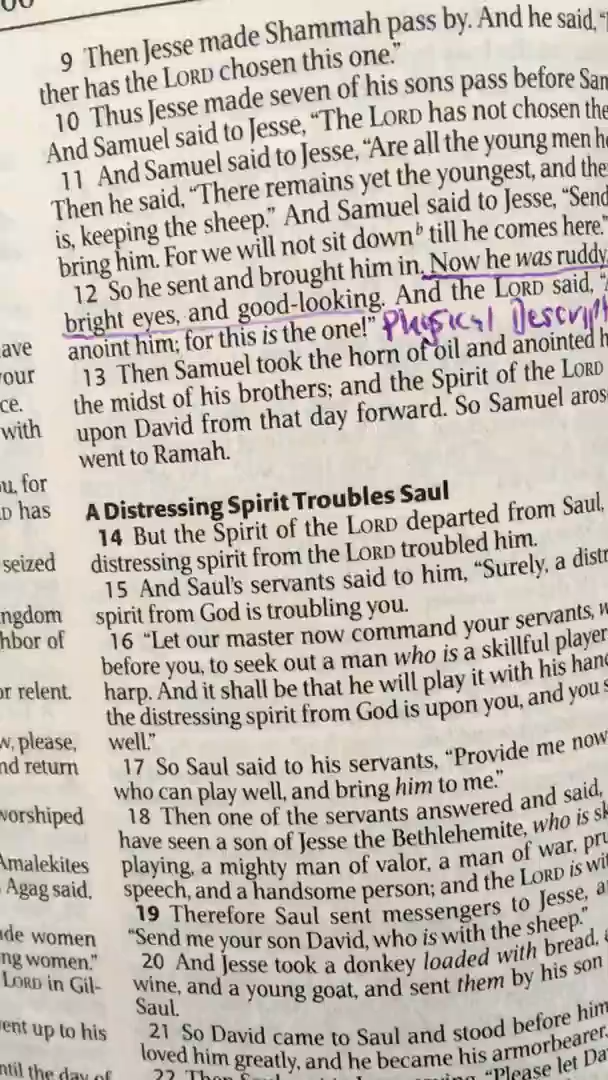 9 Then Jesse made Shammah pass by. And he said, "
ther has the LORD chosen this one."
10 Thus Jesse made seven of his sons pass before Sam
And Samuel said to Jesse, "The LORD has not chosen the
11 And Samuel said to Jesse, "Are all the young men he
Then he said, "There remains yet the youngest, and the
is, keeping the sheep." And Samuel said to Jesse, "Send
bring him. For we will not sit down b till he comes here."
12 So he sent and brought him in. Now he was ruddy,
bright eyes, and good-looking. And the LORD said, "A
anoint him; for this is the one!" Physical Descript
13 Then Samuel took the horn of oil and anointed h
the midst of his brothers; and the Spirit of the LORD
upon David from that day forward. So Samuel aros
went to Ramah.
A Distressing Spirit Troubles Saul
14 But the Spirit of the LORD departed from Saul,
distressing spirit from the LORD troubled him.
15 And Saul's servants said to him, "Surely, a distr
spirit from God is troubling you.
16 "Let our master now command your servants, w
before you, to seek out a man who is a skillful player
harp. And it shall be that he will play it with his hand
the distressing spirit from God is upon you, and you s
well."
17 So Saul said to his servants, "Provide me now
who can play well, and bring him to me."
18 Then one of the servants answered and said,
have seen a son of Jesse the Bethlehemite, who is sk
playing, a mighty man of valor, a man of war, pru
speech, and a handsome person; and the LORD is wit
19 Therefore Saul sent messengers to Jesse, a
"Send me your son David, who is with the sheep."
20 And Jesse took a donkey loaded with bread, a
wine, and a young goat, and sent them by his son
Saul.
21 So David came to Saul and stood before him
loved him greatly, and he became his armorbearer.
22 Then "Please let Da
ave
your
ce.
with
u, for
D has
seized
ngdom
hbor of
or relent.
w, please,
nd return
worshiped
Amalekites
Agag said,
ade women
ng women."
LORD in Gil-
ent up to his
ntil the day of